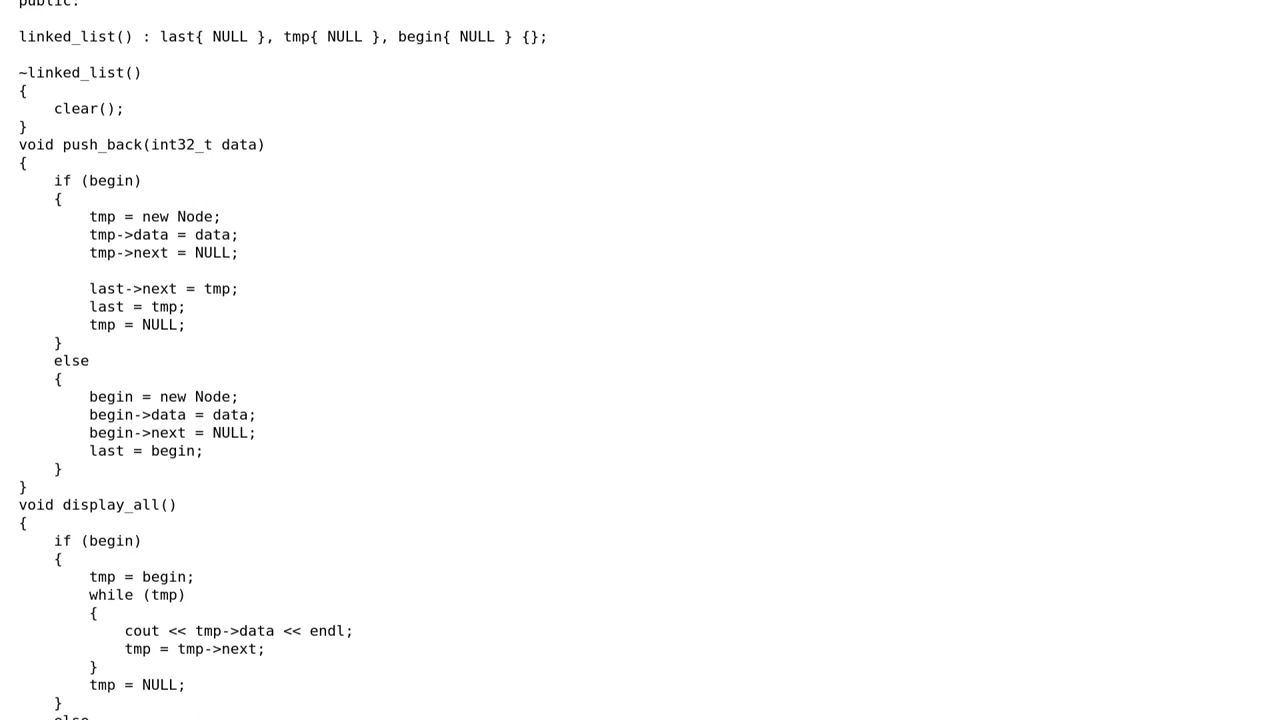 public:
linked_list() : last{ NULL }, tmp{ NULL }, begin{ NULL } {};
~linked_list()
{
    clear();
}
void push_back(int32_t data)
{
    if (begin)
    {
        tmp = new Node;
        tmp->data = data;
        tmp->next = NULL;
        last->next = tmp;
        last = tmp;
        tmp = NULL;
    }
    else
    {
        begin = new Node;
        begin->data = data;
        begin->next = NULL;
        last = begin;
    }
}
void display_all()
{
    if (begin)
    {
        tmp = begin;
        while (tmp)
        {
            cout << tmp->data << endl;
            tmp = tmp->next;
        }
        tmp = NULL;
    }
    else